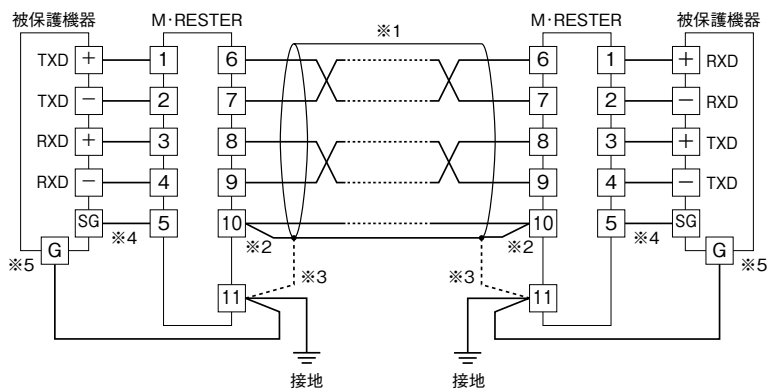 被保護機器 M・RESTER ※1 M・RESTER 被保護機器
TXD + 1 6 6 1 + RXD
TXD − 2 7 7 2 − RXD
RXD + 3 8 8 3 + TXD
RXD − 4 9 9 4 − TXD
SG ※4 5 10 10 5 ※4 SG
※5 G ※2 ※2 G ※5
※3 ※3
11 11
接地 接地